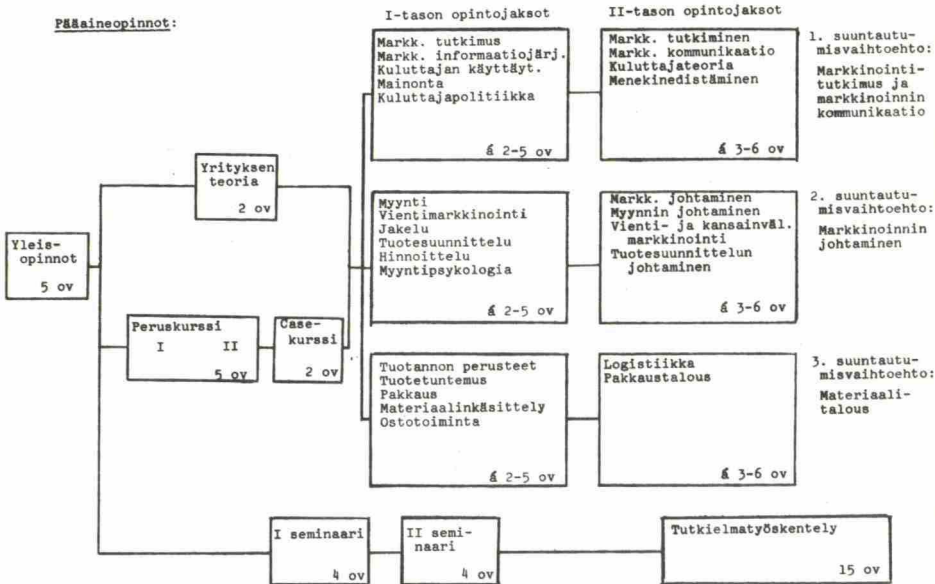 Pääaineopinnot:
I-tason opintojaksot
II-tason opintojaksot
Markk. tutkimus
Markk. informaatiojärj.
Kuluttajan käyttäyt.
Mainonta
Kuluttajapolitiikka
á 2-5 ov
Markk. tutkiminen
Markk. kommunikaatio
Kuluttajateoria
Menekinedistäminen
á 3-6 ov
1. suuntautu-
misvaihtoehto:
Markkinointi-
tutkimus ja
markkinoinnin
kommunikaatio
Yrityksen
teoria
2 ov
Yleis-
opinnot
5 ov
Myynti
Vientimarkkinointi
Jakelu
Tuotesuunnittelu
Hinnoittelu
Myyntipsykologia
á 2-5 ov
Markk. johtaminen
Myynnin johtaminen
Vienti- ja kansainväl.
markkinointi
Tuotesuunnittelun
johtaminen
á 3-6 ov
2. suuntautu-
misvaihtoehto:
Markkinoinnin
johtaminen
Peruskurssi
I II
5 ov
Case-
kurssi
2 ov
Tuotannon perusteet
Tuotetuntemus
Pakkaus
Materiaalinkäsittely
Ostotoiminta
á 2-5 ov
Logistiikka
Pakkaustalous
á 3-6 ov
3. suuntautu-
misvaihtoehto:
Materiaali-
talous
I seminaari
4 ov
II semi-
naari
4 ov
Tutkielmatyöskentely
15 ov